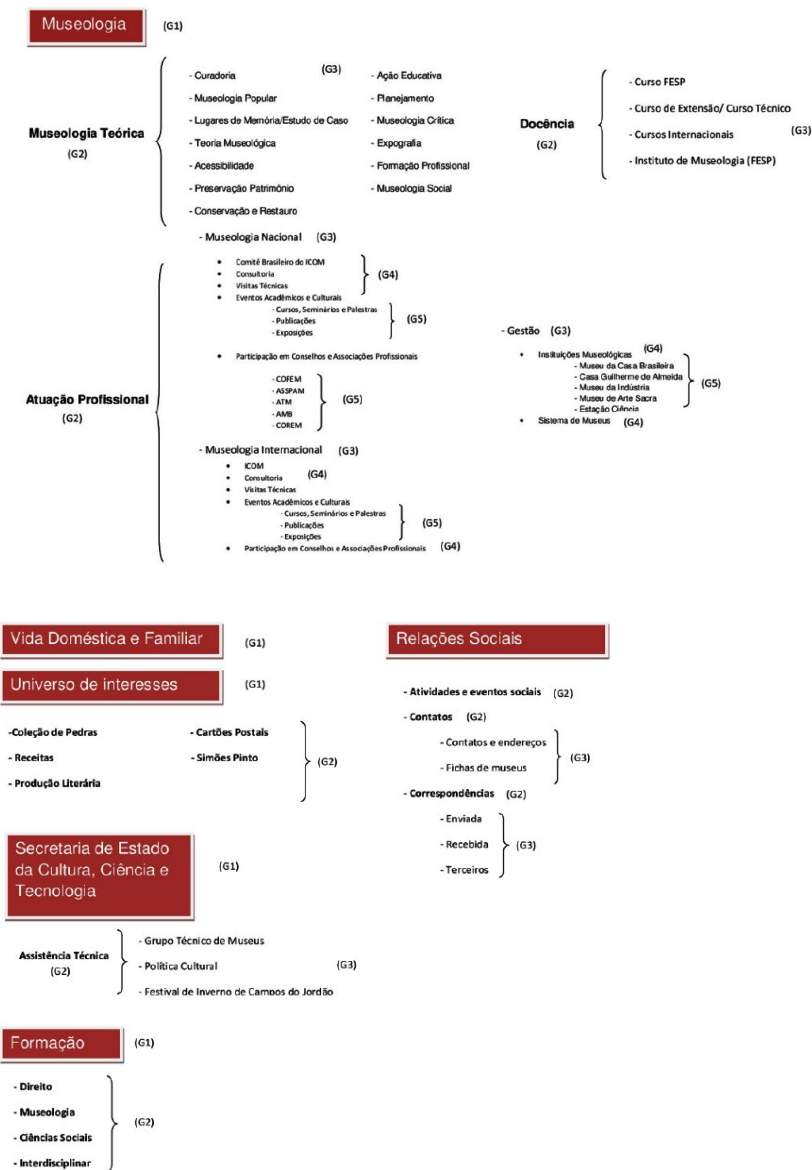 Museologia (G1)
Museologia Teórica
(G2)
- Curadoria (G3)
- Museologia Popular
- Lugares de Memória/Estudo de Caso
- Teoria Museológica
- Acessibilidade
- Preservação Patrimônio
- Conservação e Restauro
- Ação Educativa
- Planejamento
- Museologia Crítica
- Expografia
- Formação Profissional
- Museologia Social
Docência
(G2)
- Curso FESP
- Curso de Extensão/ Curso Técnico
- Cursos Internacionais (G3)
- Instituto de Museologia (FESP)
Atuação Profissional
(G2)
- Museologia Nacional (G3)
• Comitê Brasileiro do ICOM
• Consultoria (G4)
• Visitas Técnicas
• Eventos Acadêmicos e Culturais
- Cursos, Seminários e Palestras
- Publicações (G5)
- Exposições
• Participação em Conselhos e Associações Profissionais
- COFEM
- ASSPAM
- ATM (G5)
- AMB
- COREM
- Museologia Internacional (G3)
• ICOM
• Consultoria (G4)
• Visitas Técnicas
• Eventos Acadêmicos e Culturais
- Cursos, Seminários e Palestras
- Publicações (G5)
- Exposições
• Participação em Conselhos e Associações Profissionais (G4)
- Gestão (G3)
• Instituições Museológicas (G4)
- Museu da Casa Brasileira
- Casa Guilherme de Almeida
- Museu da Indústria (G5)
- Museu de Arte Sacra
- Estação Ciência
• Sistema de Museus (G4)
Vida Doméstica e Familiar (G1)
Universo de interesses (G1)
-Coleção de Pedras
- Receitas
- Produção Literária
- Cartões Postais
- Simões Pinto (G2)
Relações Sociais
- Atividades e eventos sociais (G2)
- Contatos (G2)
- Contatos e endereços
- Fichas de museus (G3)
- Correspondências (G2)
- Enviada
- Recebida (G3)
- Terceiros
Secretaria de Estado
da Cultura, Ciência e
Tecnologia
(G1)
Assistência Técnica
(G2)
- Grupo Técnico de Museus
- Política Cultural (G3)
- Festival de Inverno de Campos do Jordão
Formação (G1)
- Direito
- Museologia
- Ciências Sociais
- Interdisciplinar
(G2)